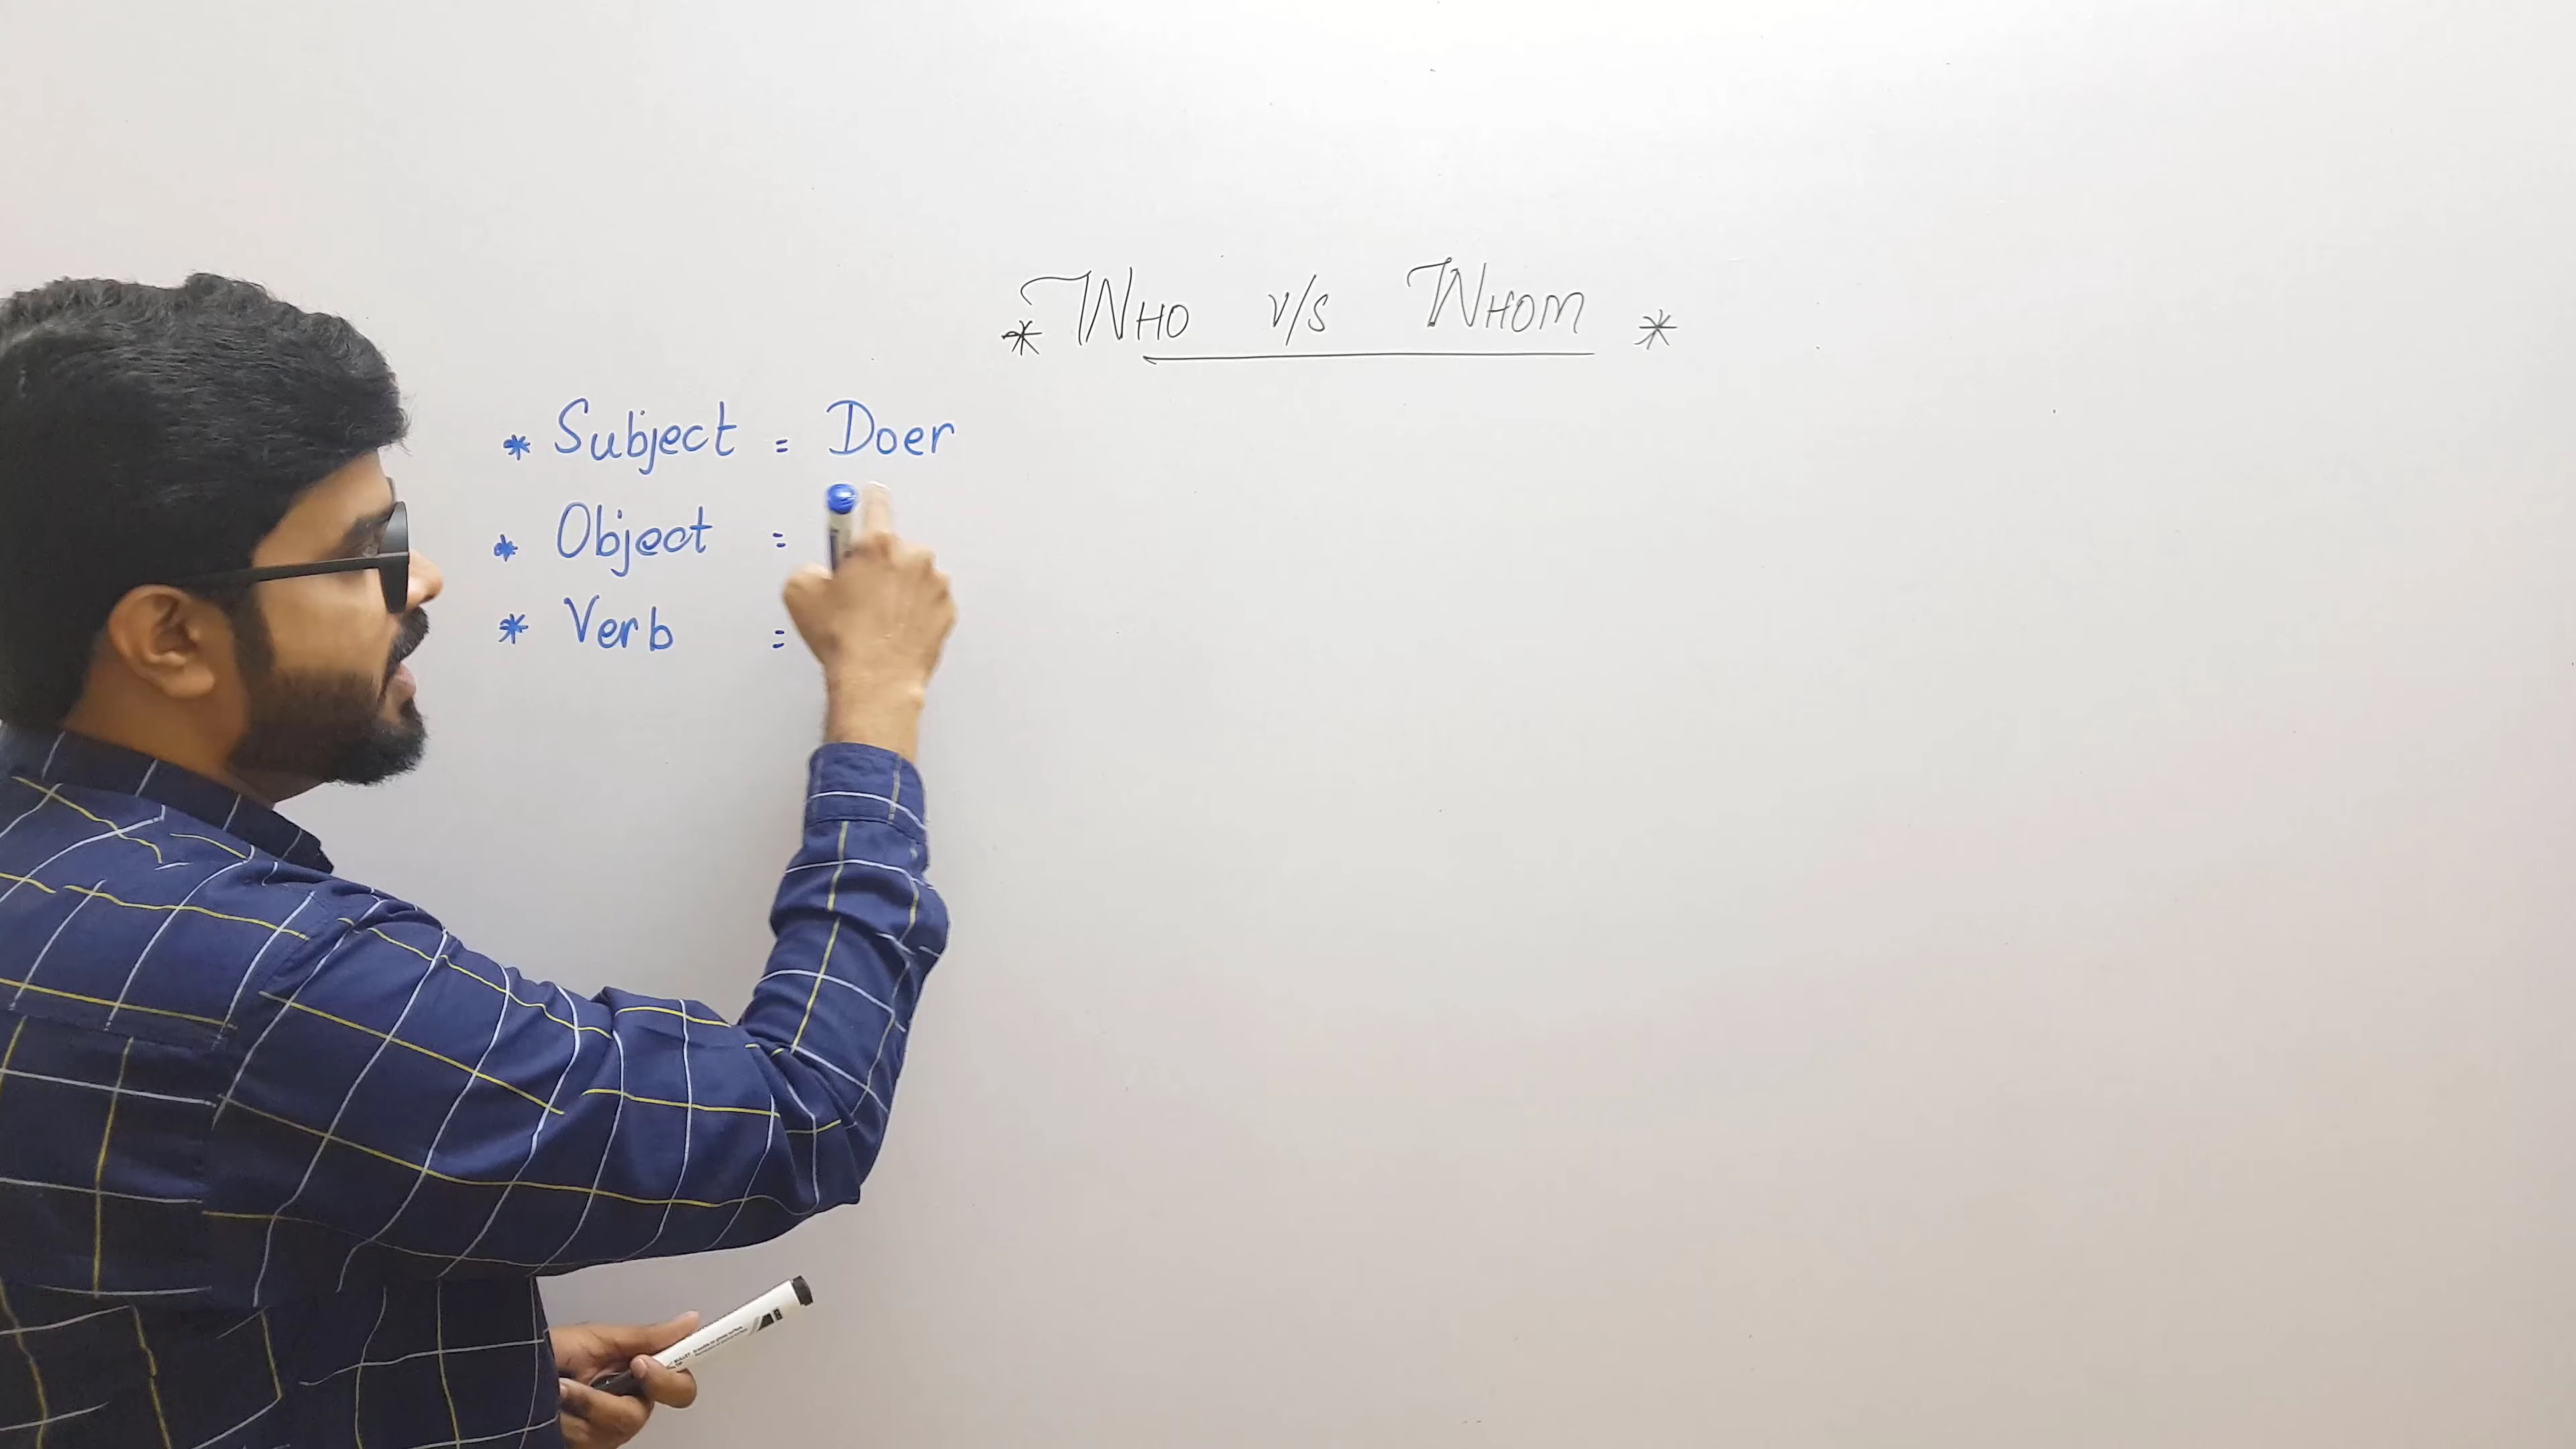 * WHO V/S WHOM *
* Subject = Doer
* Object =
* Verb =